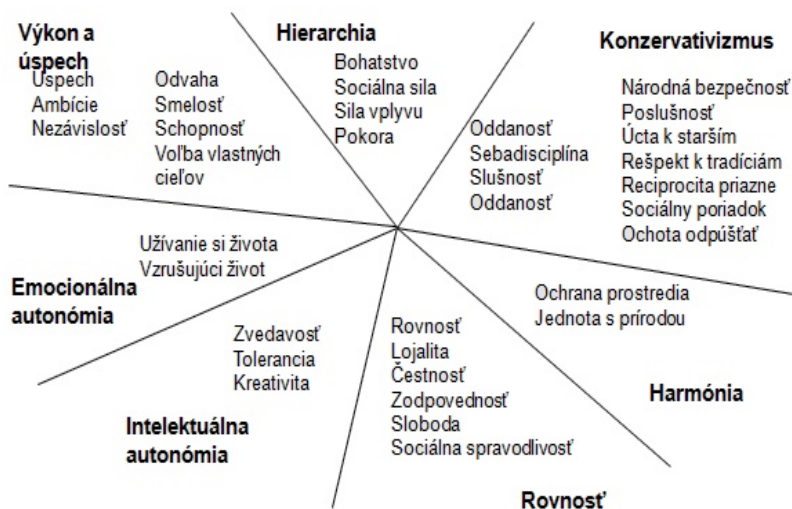 Výkon a
úspech
Úspech
Ambície
Nezávislosť
Odvaha
Smelosť
Schopnosť
Voľba vlastných
cieľov
Hierarchia
Bohatstvo
Sociálna sila
Sila vplyvu
Pokora
Konzervativizmus
Oddanosť
Sebadisciplína
Slušnosť
Oddanosť
Národná bezpečnosť
Poslušnosť
Úcta k starším
Rešpekt k tradíciám
Reciprocita priazne
Sociálny poriadok
Ochota odpúšťať
Užívanie si života
Vzrušujúci život
Emocionálna
autonómia
Zvedavosť
Tolerancia
Kreativita
Intelektuálna
autonómia
Rovnosť
Lojalita
Čestnosť
Zodpovednosť
Sloboda
Sociálna spravodlivosť
Rovnosť
Ochrana prostredia
Jednota s prírodou
Harmónia